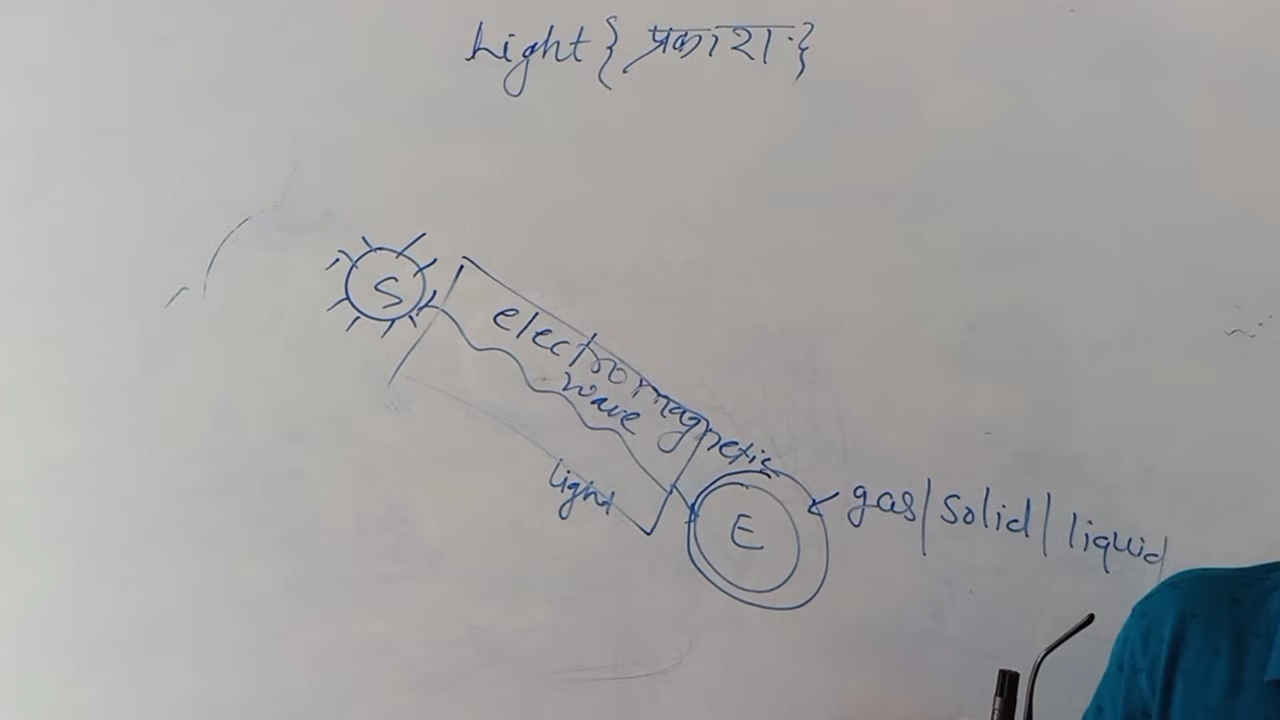 Light { प्रकाश }
S
electromagnetic
wave
light
E
gas/solid/liquid